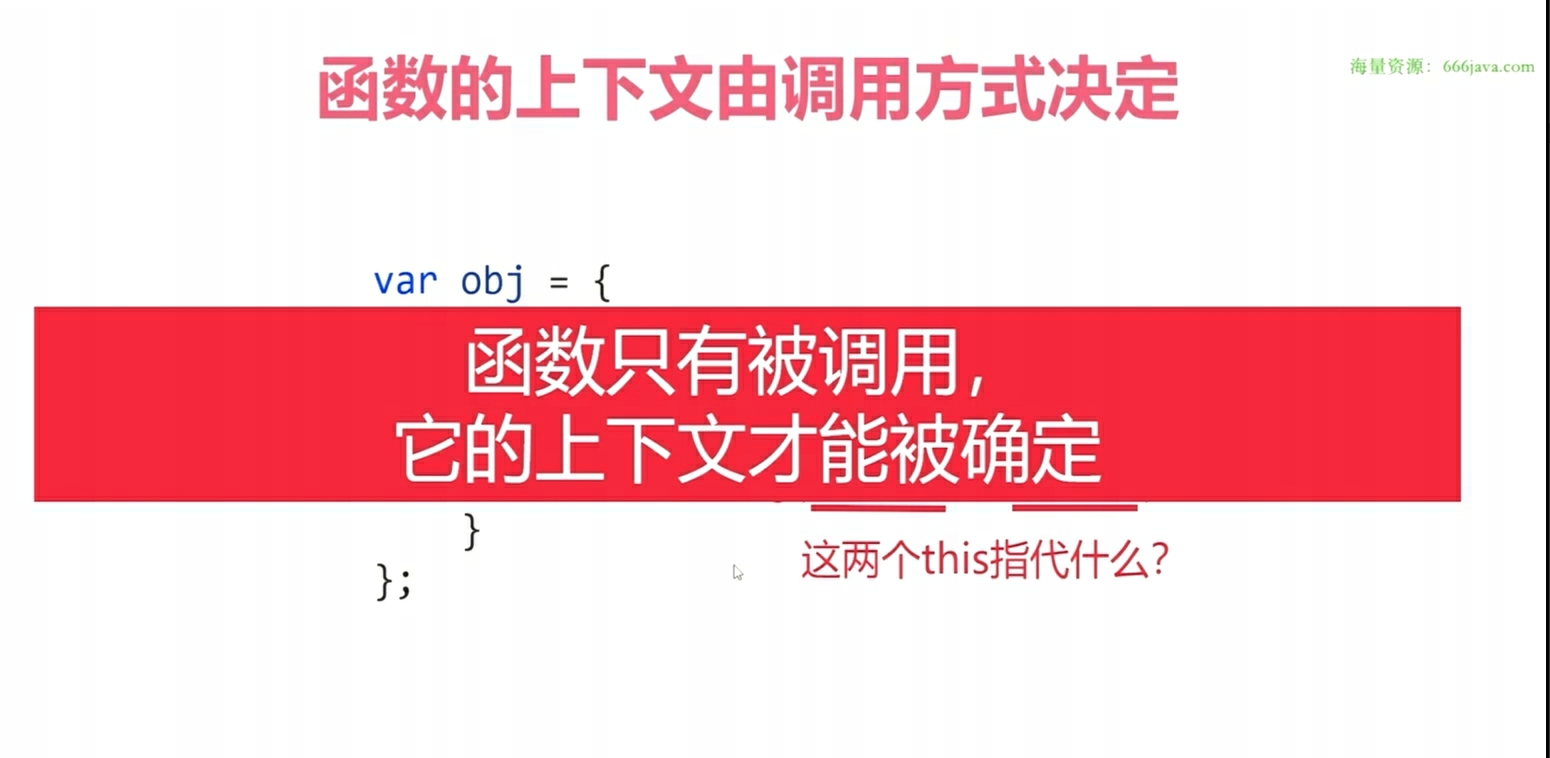 函数的上下文由调用方式决定
海量资源：666java.com
var obj = {
函数只有被调用，
它的上下文才能被确定
}
这两个this指代什么？
};